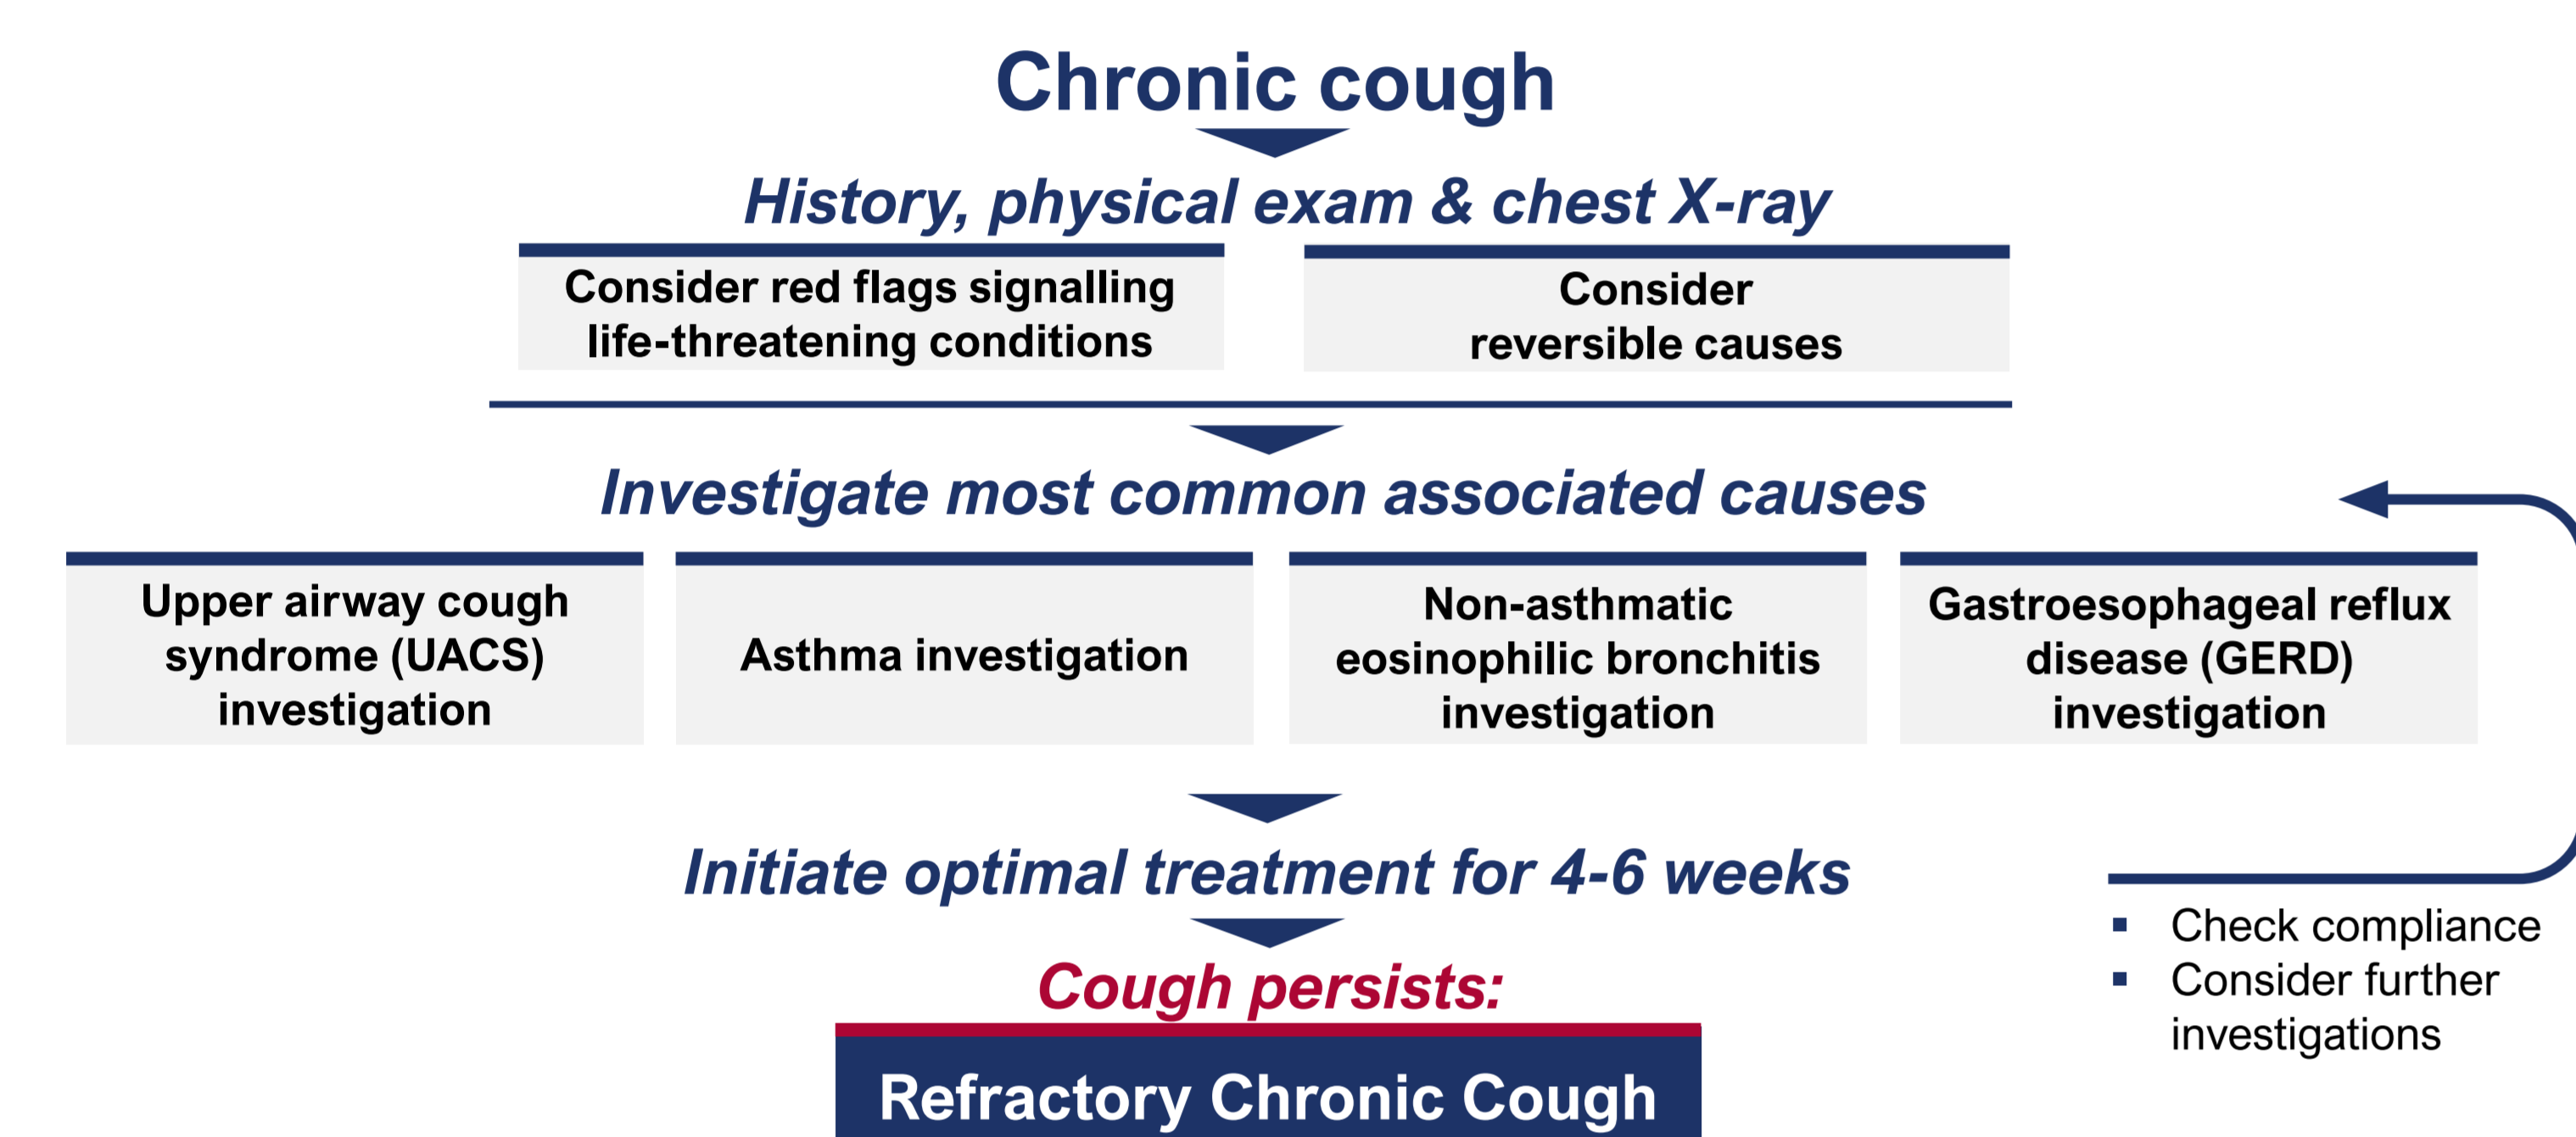 Chronic cough
History, physical exam & chest X-ray
Consider red flags signalling
life-threatening conditions
Consider
reversible causes
Investigate most common associated causes
Upper airway cough
syndrome (UACS)
investigation
Asthma investigation
Non-asthmatic
eosinophilic bronchitis
investigation
Gastroesophageal reflux
disease (GERD)
investigation
Initiate optimal treatment for 4-6 weeks
▪ Check compliance
▪ Consider further
investigations
Cough persists:
Refractory Chronic Cough